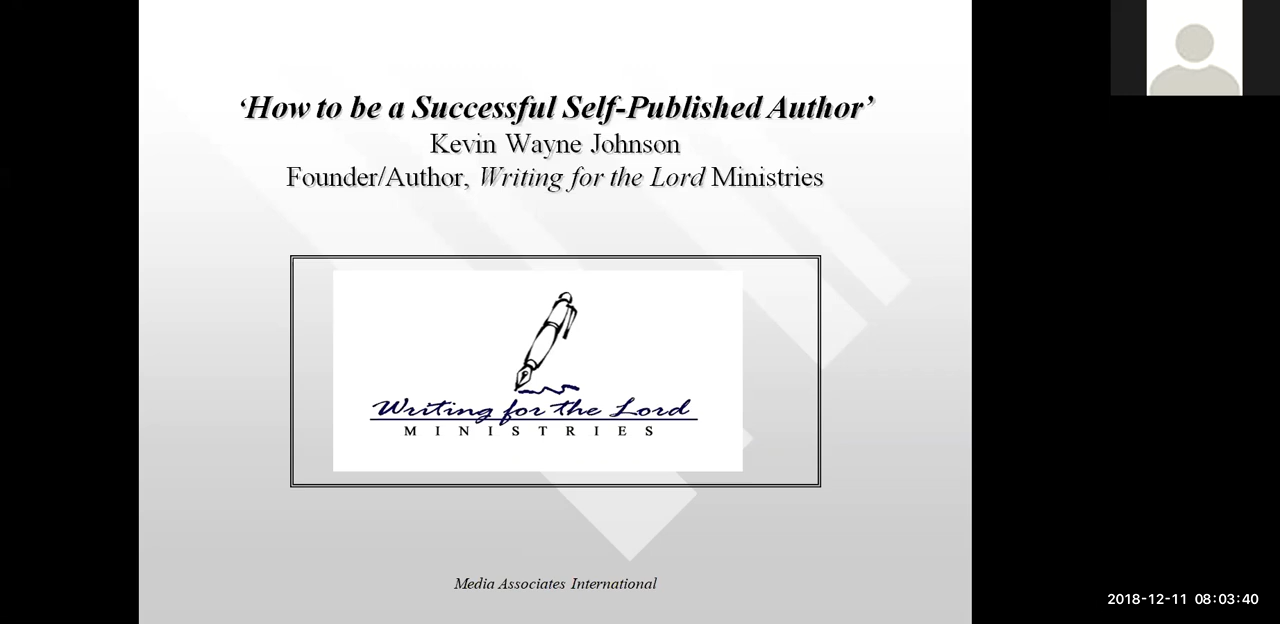 ‘How to be a Successful Self-Published Author’
Kevin Wayne Johnson
Founder/Author, Writing for the Lord Ministries
Writing for the Lord
MINISTRIES
Media Associates International
2018-12-11 08:03:40